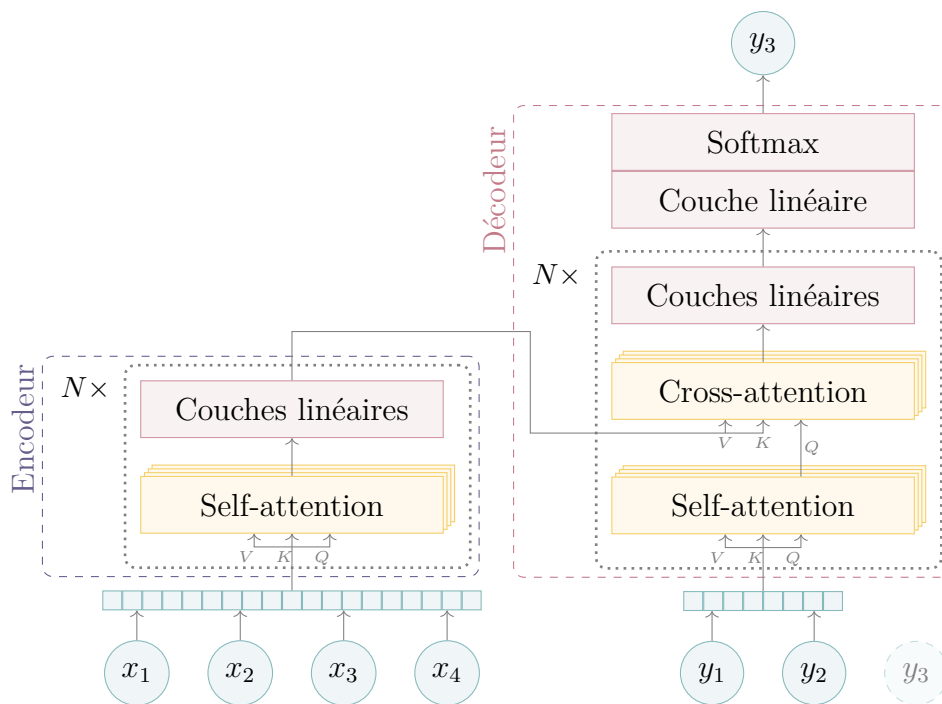 y3
Softmax
Couche linéaire
Décodeur
N×
Couches linéaires
Cross-attention
V K Q
Self-attention
V K Q
Encodeur
N×
Couches linéaires
Self-attention
V K Q
x1 x2 x3 x4
y1 y2 y3